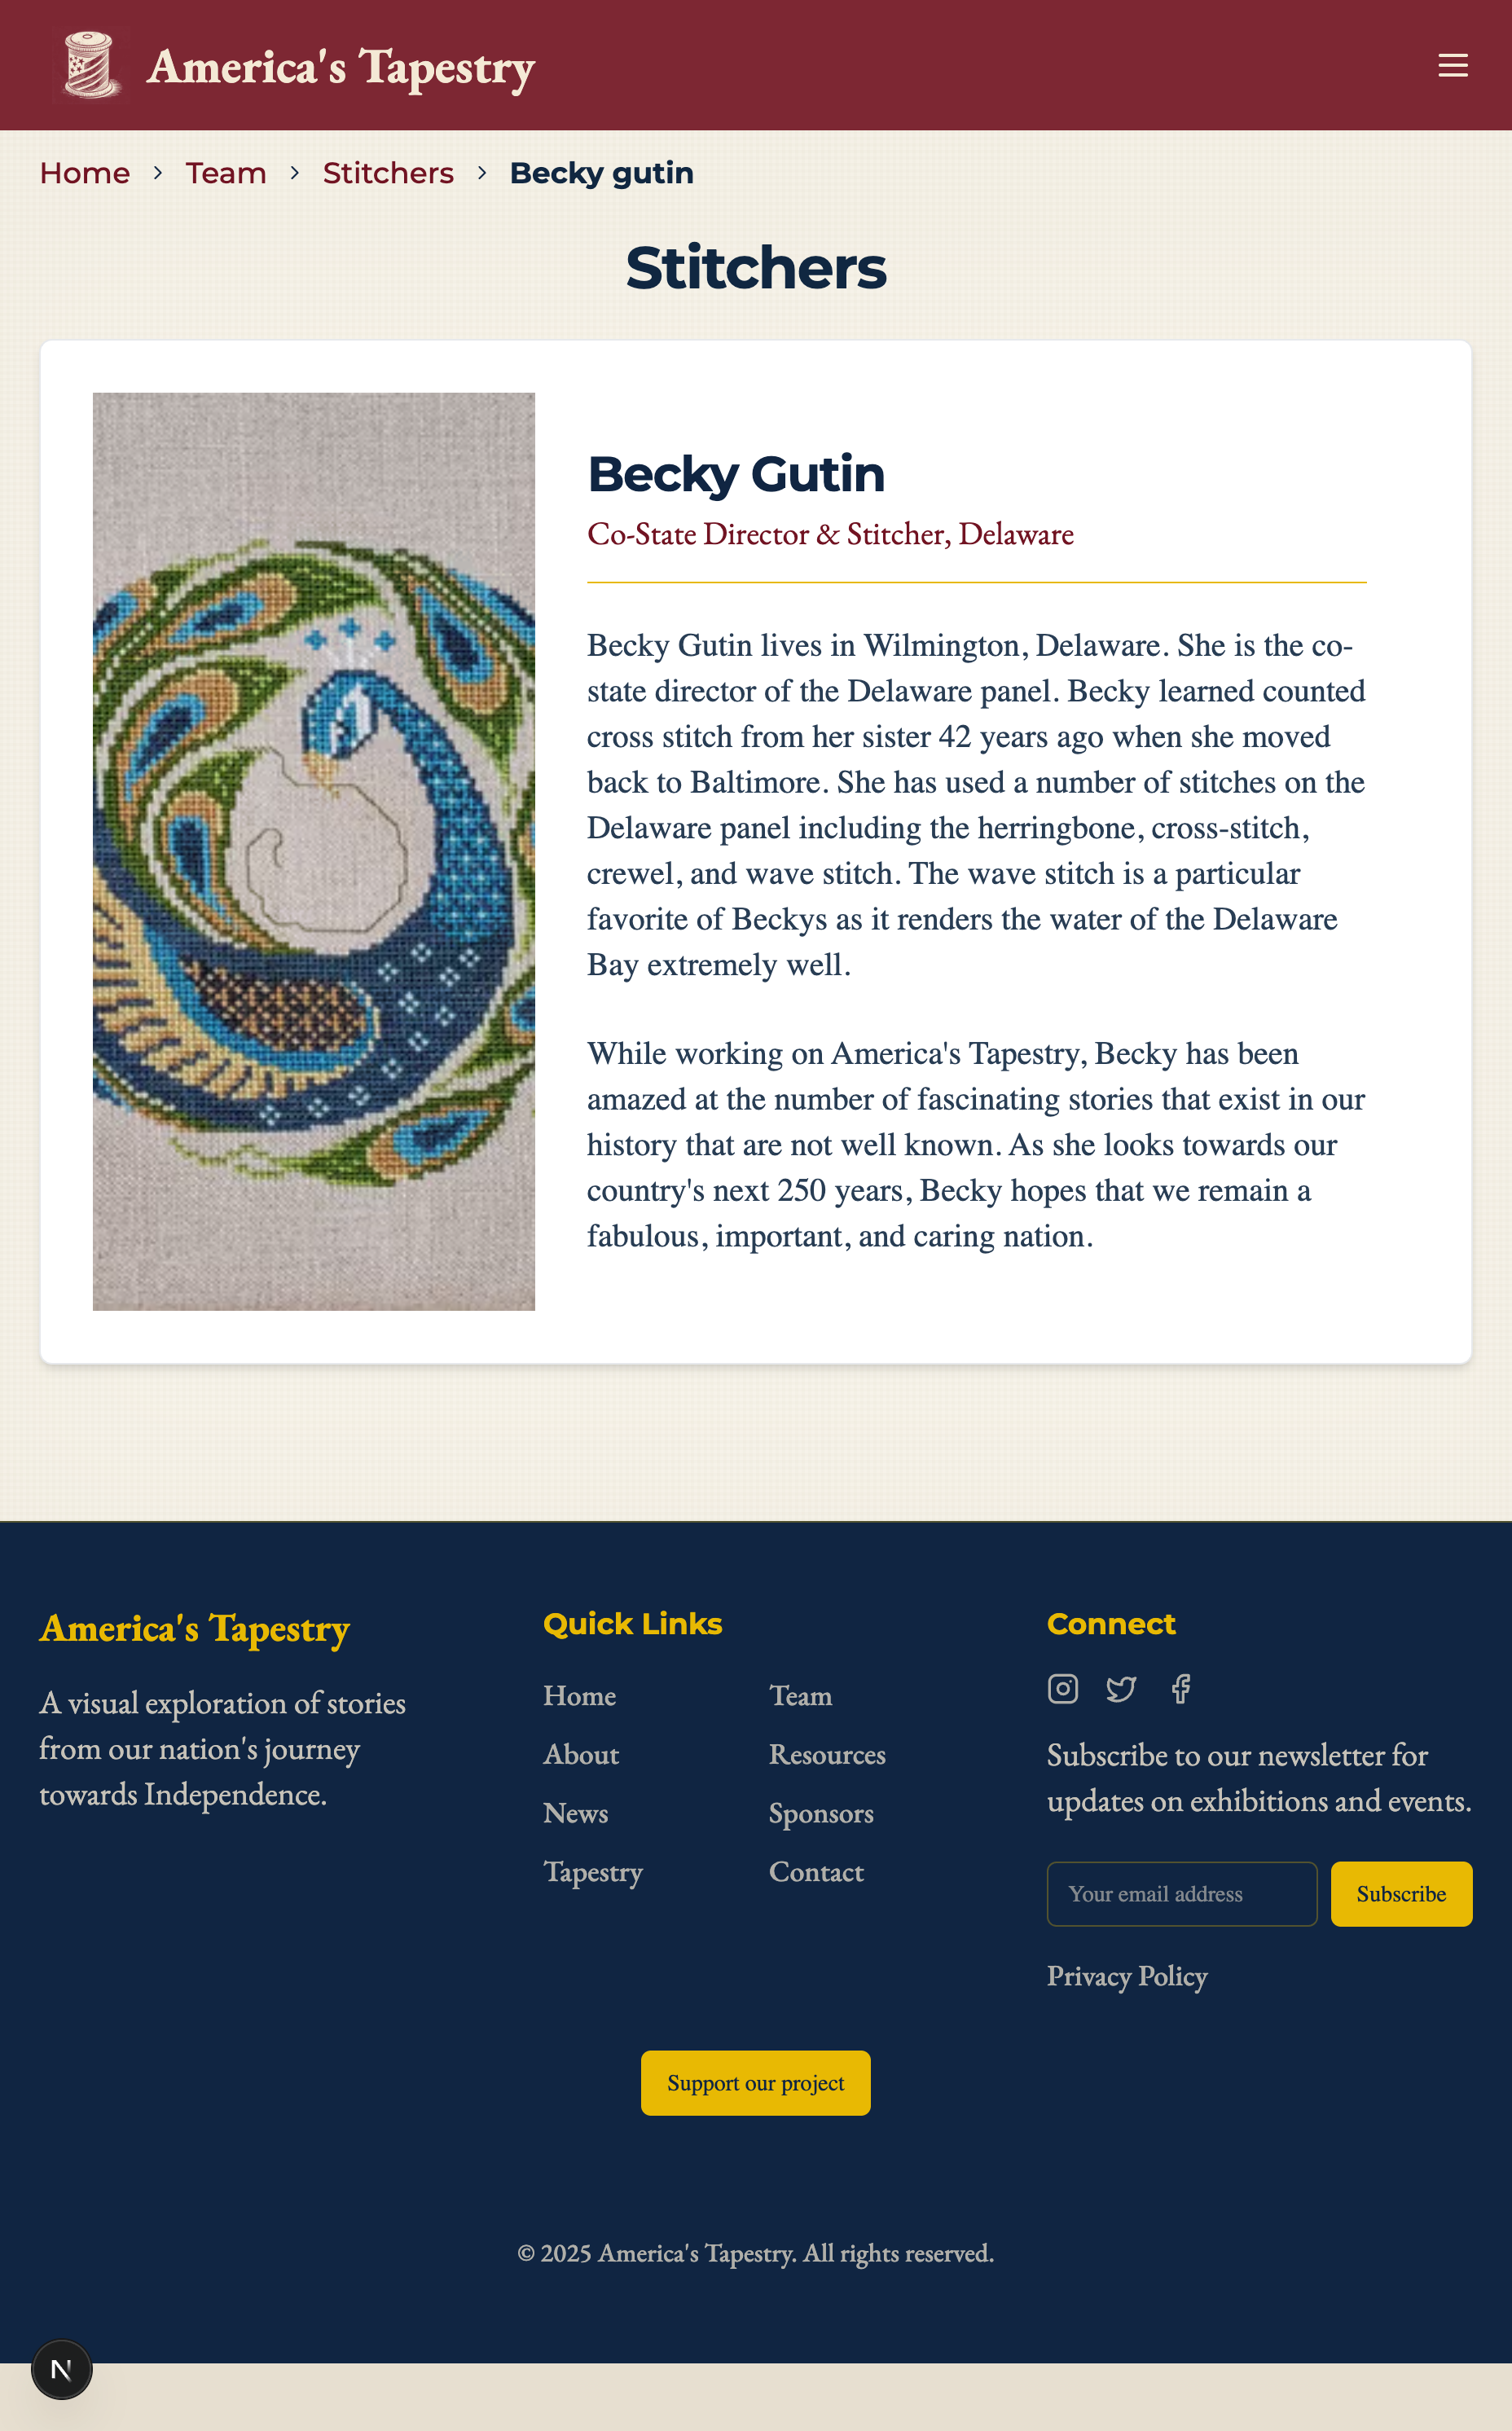 America's Tapestry
Home > Team > Stitchers > Becky gutin
Stitchers
Becky Gutin
Co-State Director & Stitcher, Delaware
Becky Gutin lives in Wilmington, Delaware. She is the co-
state director of the Delaware panel. Becky learned counted
cross stitch from her sister 42 years ago when she moved
back to Baltimore. She has used a number of stitches on the
Delaware panel including the herringbone, cross-stitch,
crewel, and wave stitch. The wave stitch is a particular
favorite of Beckys as it renders the water of the Delaware
Bay extremely well.
While working on America's Tapestry, Becky has been
amazed at the number of fascinating stories that exist in our
history that are not well known. As she looks towards our
country's next 250 years, Becky hopes that we remain a
fabulous, important, and caring nation.
America's Tapestry
A visual exploration of stories
from our nation's journey
towards Independence.
Quick Links
Home
About
News
Tapestry
Team
Resources
Sponsors
Contact
Connect
Subscribe to our newsletter for
updates on exhibitions and events.
Your email address
Subscribe
Privacy Policy
Support our project
© 2025 America's Tapestry. All rights reserved.
N